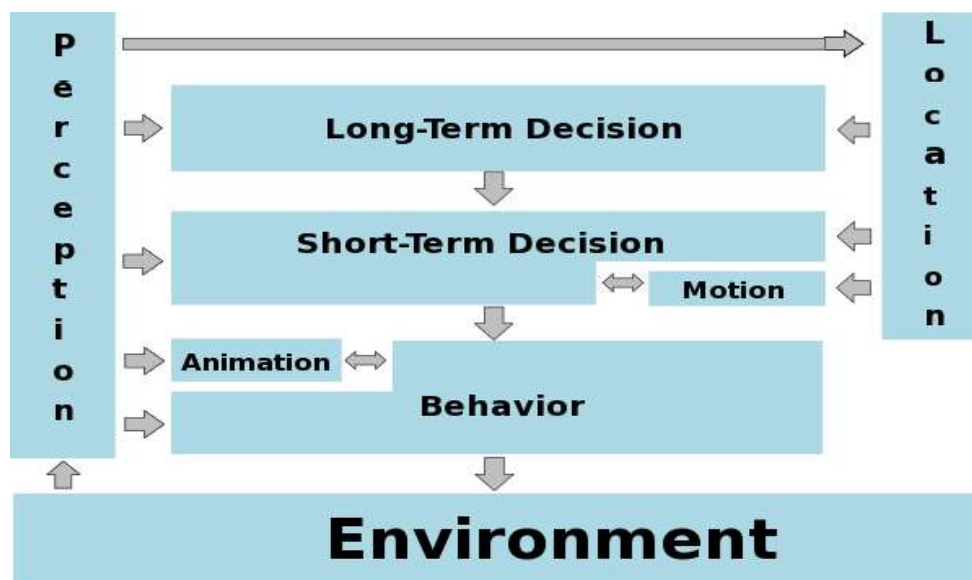 Perception
Location
Long-Term Decision
Short-Term Decision
Motion
Animation
Behavior
Environment